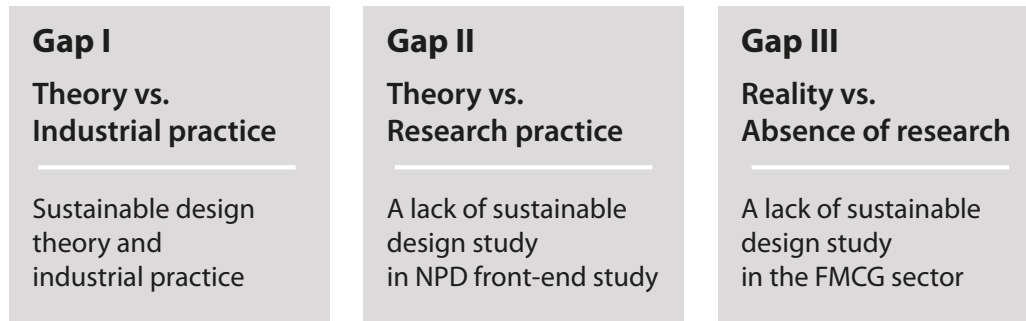 Gap I
Theory vs.
Industrial practice
Sustainable design
theory and
industrial practice
Gap II
Theory vs.
Research practice
A lack of sustainable
design study
in NPD front-end study
Gap III
Reality vs.
Absence of research
A lack of sustainable
design study
in the FMCG sector